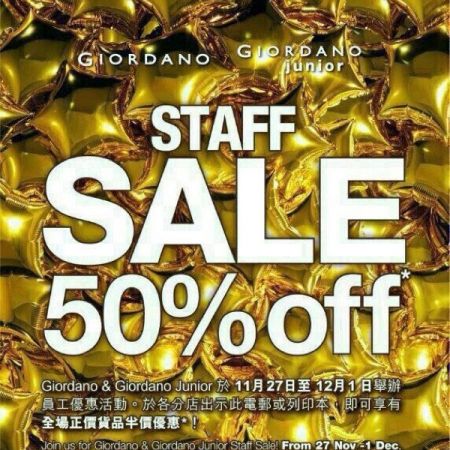 GIORDANO
GIORDANO
junior
STAFF
SALE
50%off*
Giordano & Giordano Junior 於 11月27日至 12月1日舉辦
員工優惠活動。於各分店出示此電郵或列印本，即可享有
全場正價貨品半價優惠*！
Join us for Giordano & Giordano Junior Staff Sale! From 27 Nov -1 Dec,